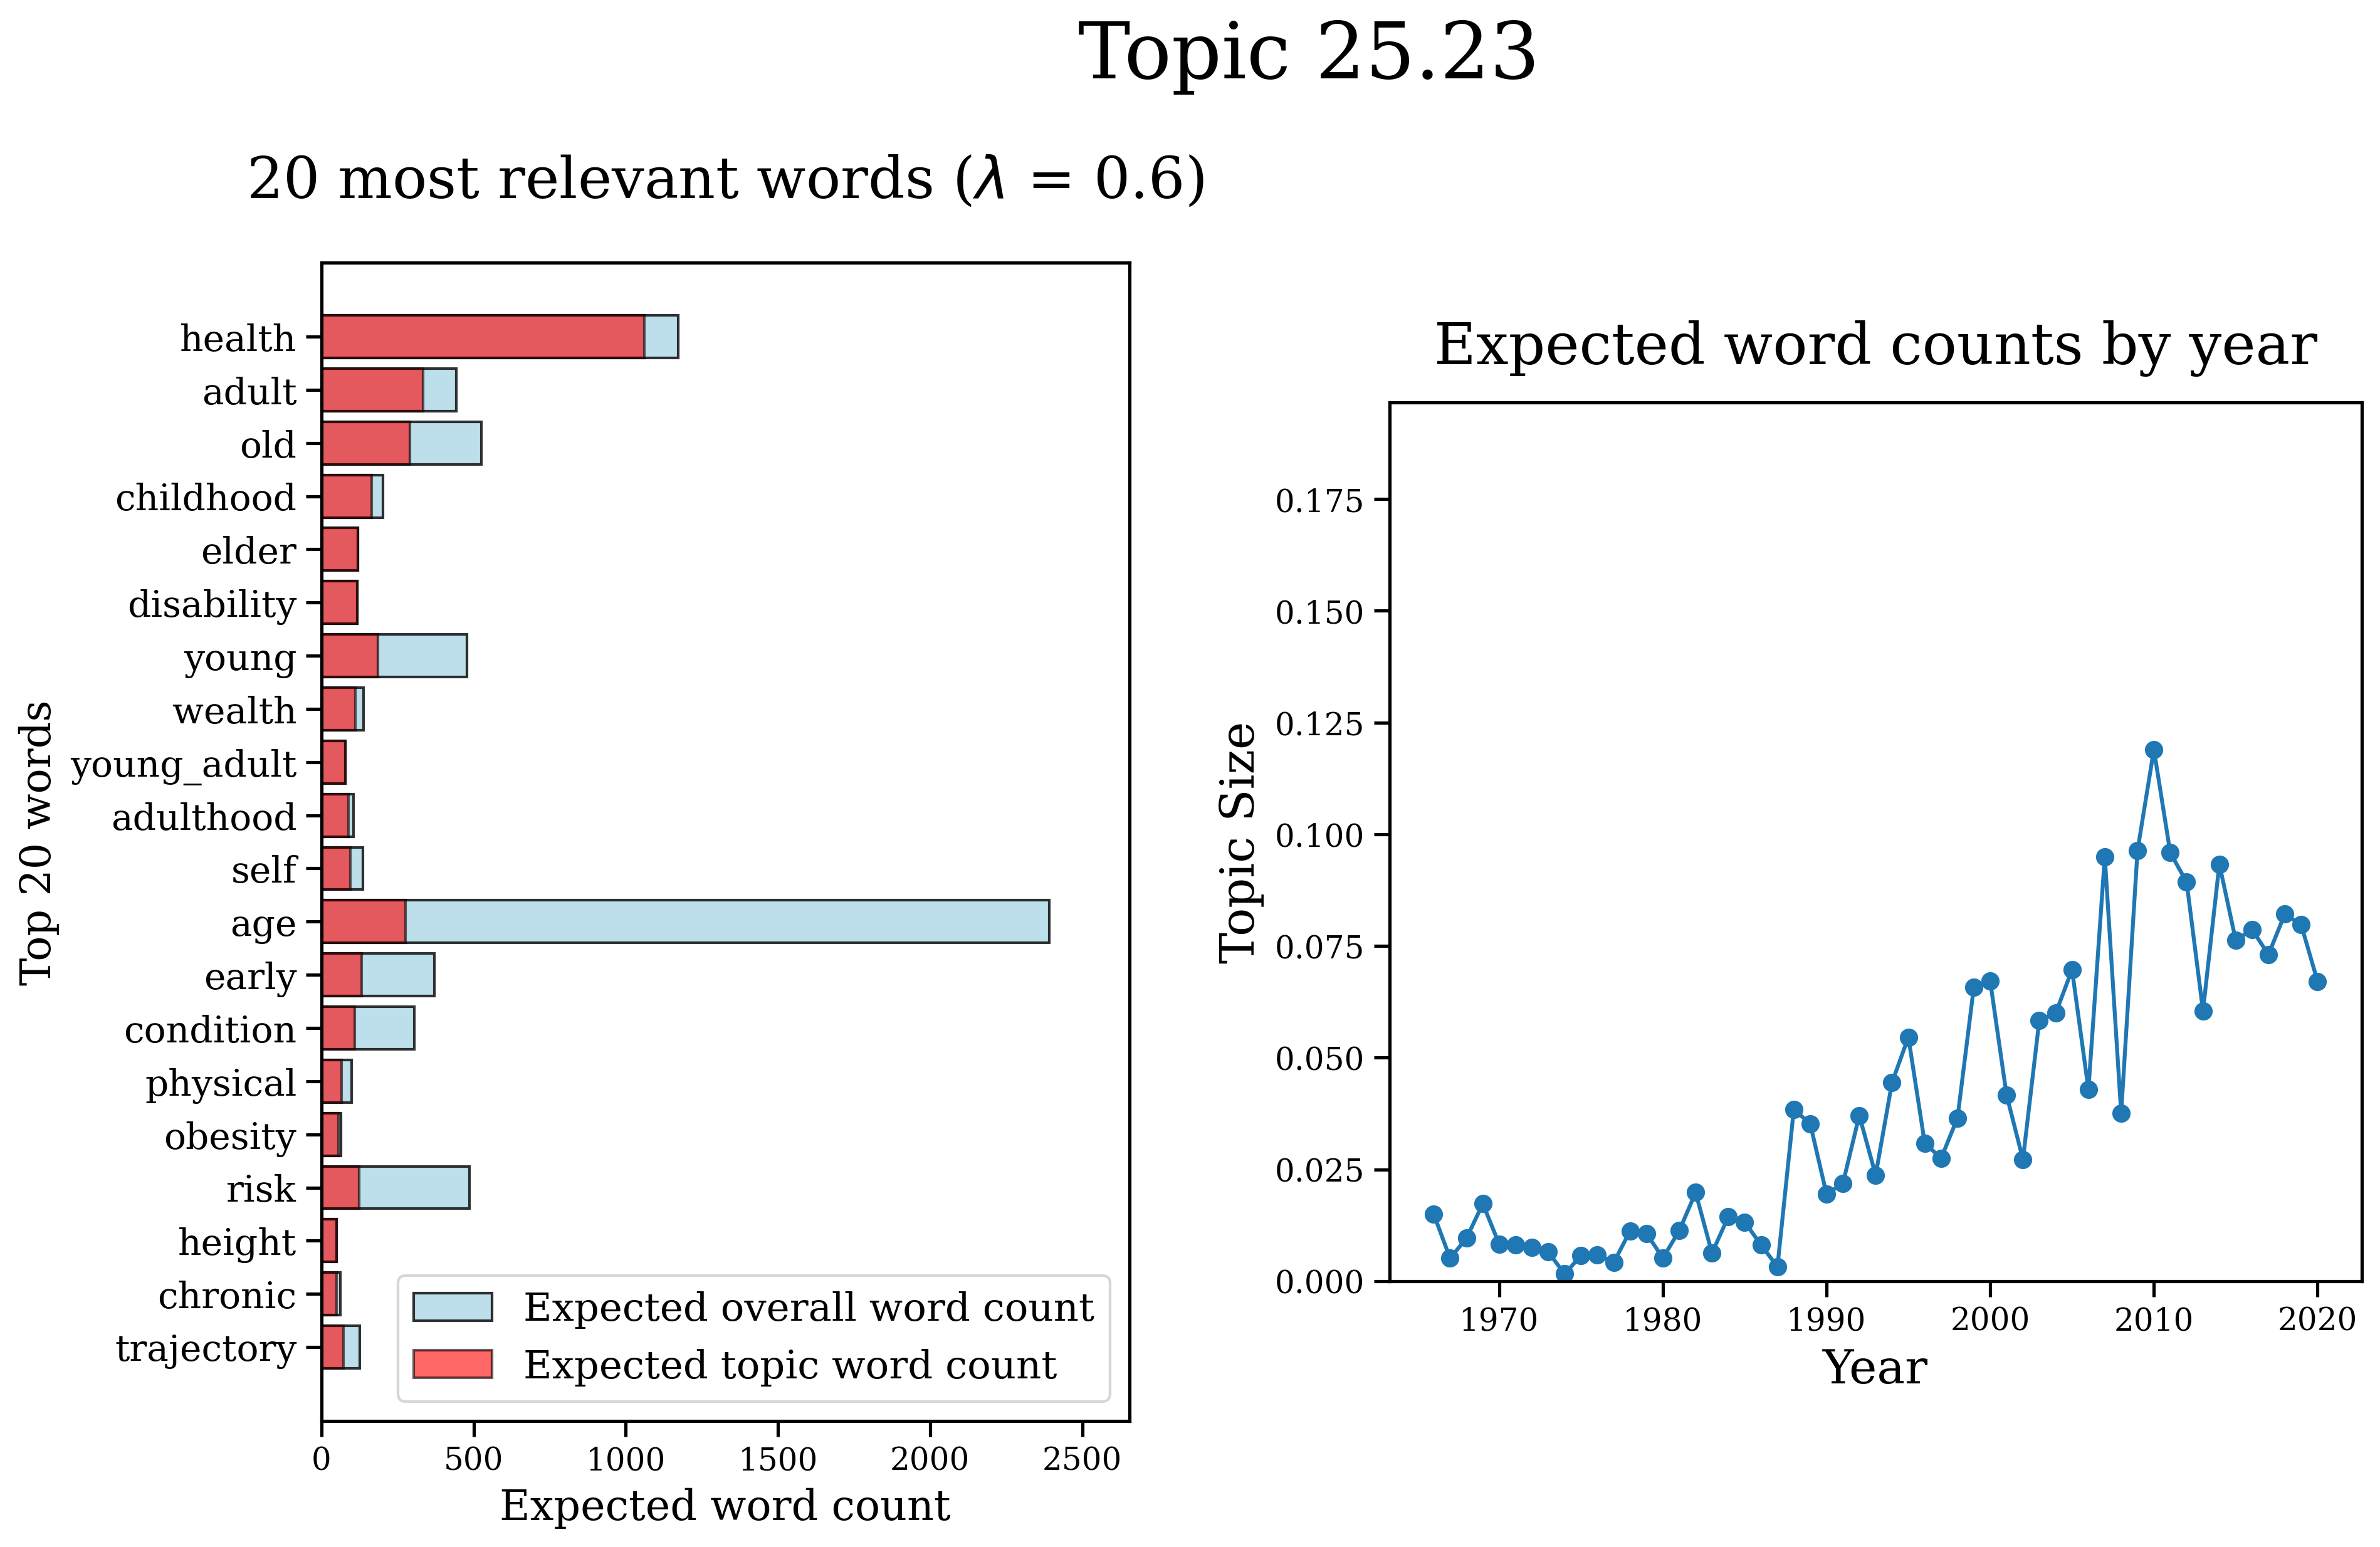 Topic 25.23
20 most relevant words (λ = 0.6)
Top 20 words
health
adult
old
childhood
elder
disability
young
wealth
young_adult
adulthood
self
age
early
condition
physical
obesity
risk
height
chronic
trajectory
Expected overall word count
Expected topic word count
0 500 1000 1500 2000 2500
Expected word count
Expected word counts by year
Topic Size
0.175
0.150
0.125
0.100
0.075
0.050
0.025
0.000
1970 1980 1990 2000 2010 2020
Year